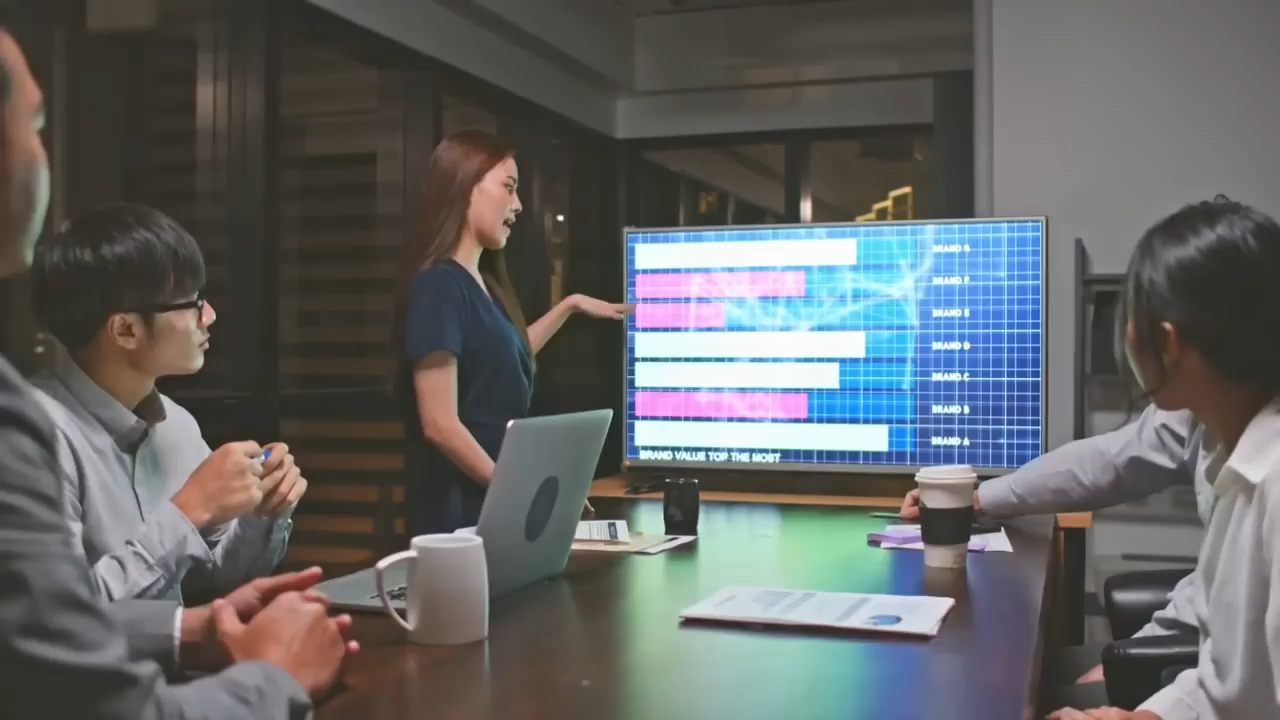 BRAND G
BRAND F
BRAND E
BRAND D
BRAND C
BRAND B
BRAND A
BRAND VALUE TOP THE MOST